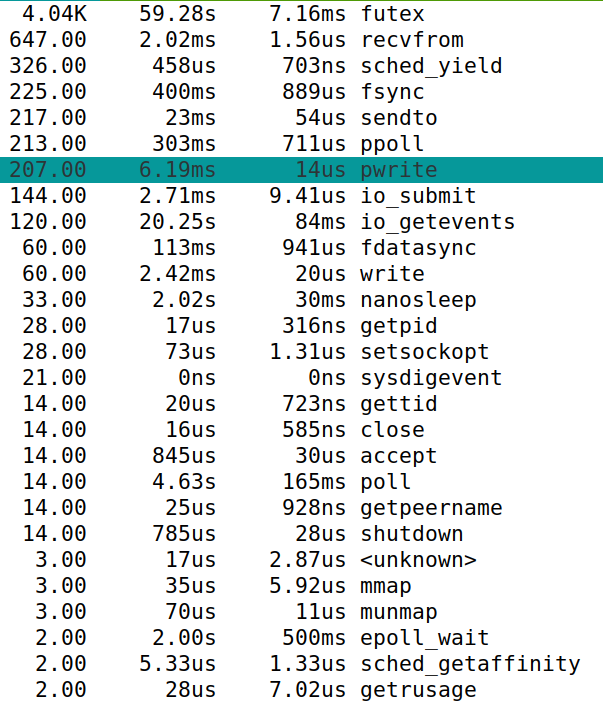 4.04K 59.28s 7.16ms futex
647.00 2.02ms 1.56us recvfrom
326.00 458us 703ns sched_yield
225.00 400ms 889us fsync
217.00 23ms 54us sendto
213.00 303ms 711us ppoll
207.00 6.19ms 14us pwrite
144.00 2.71ms 9.41us io_submit
120.00 20.25s 84ms io_getevents
60.00 113ms 941us fdatasync
60.00 2.42ms 20us write
33.00 2.02s 30ms nanosleep
28.00 17us 316ns getpid
28.00 73us 1.31us setsockopt
21.00 0ns 0ns sysdigevent
14.00 20us 723ns gettid
14.00 16us 585ns close
14.00 845us 30us accept
14.00 4.63s 165ms poll
14.00 25us 928ns getpeername
14.00 785us 28us shutdown
3.00 17us 2.87us <unknown>
3.00 35us 5.92us mmap
3.00 70us 11us munmap
2.00 2.00s 500ms epoll_wait
2.00 5.33us 1.33us sched_getaffinity
2.00 28us 7.02us getrusage